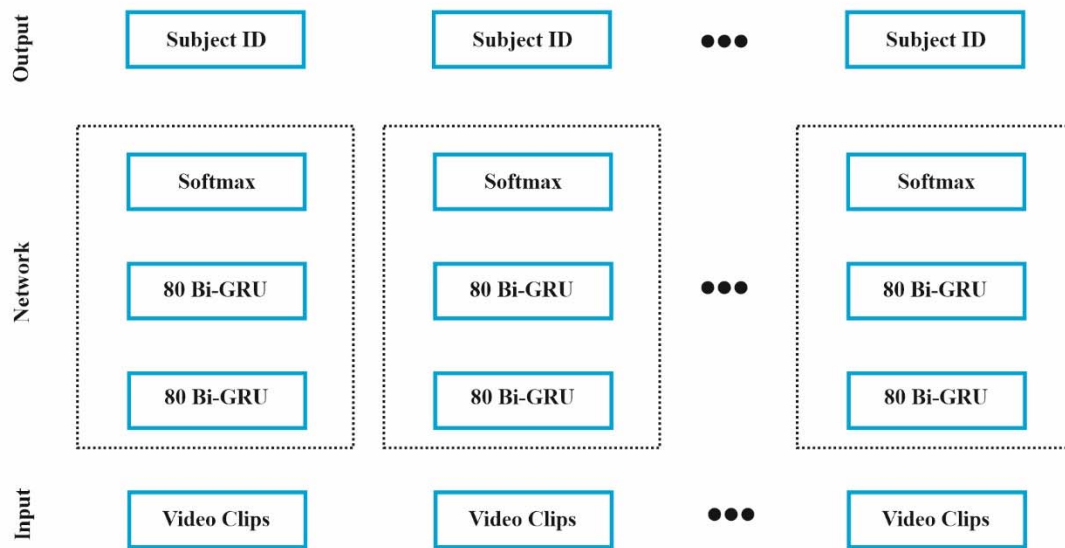 Output
Subject ID Subject ID Subject ID
Network
Softmax Softmax Softmax
80 Bi-GRU 80 Bi-GRU 80 Bi-GRU
80 Bi-GRU 80 Bi-GRU 80 Bi-GRU
Input
Video Clips Video Clips Video Clips